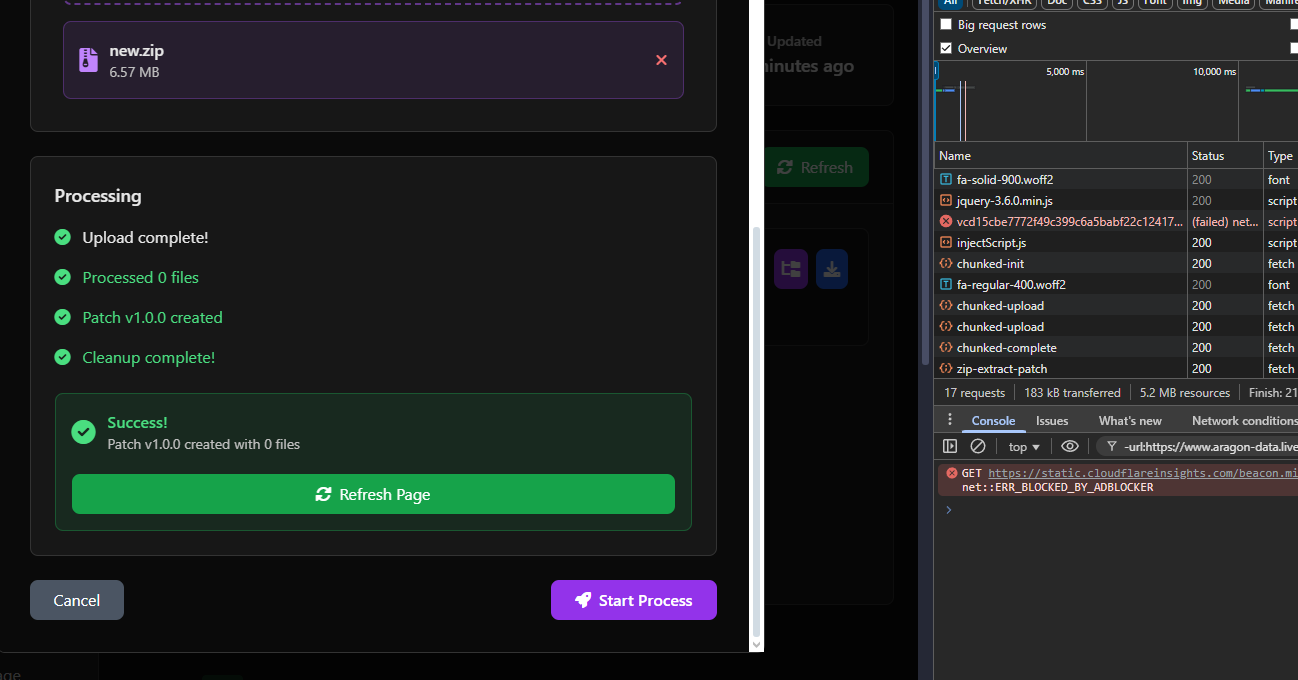 new.zip
6.57 MB
Processing
Upload complete!
Processed 0 files
Patch v1.0.0 created
Cleanup complete!
Success!
Patch v1.0.0 created with 0 files
Refresh Page
Cancel
Start Process
Updated
minutes ago
Refresh
All
Fetch/XHR
Doc
CSS
JS
Font
Img
Media
Big request rows
Overview
5,000 ms
10,000 ms
Name Status Type
fa-solid-900.woff2 200 font
jquery-3.6.0.min.js 200 script
vcd15cbe7772f49c399c6a5babf22c12417... (failed) net... script
injectScript.js 200 script
chunked-init 200 fetch
fa-regular-400.woff2 200 font
chunked-upload 200 fetch
chunked-upload 200 fetch
chunked-complete 200 fetch
zip-extract-patch 200 fetch
17 requests 183 kB transferred 5.2 MB resources Finish: 21
Console Issues What's new Network conditions
top -url:https://www.aragon-data.live
GET https://static.cloudflareinsights.com/beacon.mi
net::ERR_BLOCKED_BY_ADBLOCKER